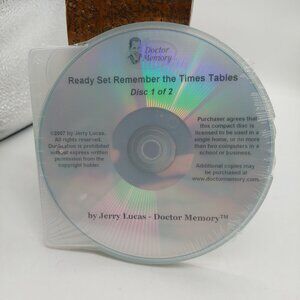 Doctor
Memory™
Ready Set Remember the Times Tables
Disc 1 of 2
©2007 by Jerry Lucas.
All rights reserved.
Duplication is prohibited
without express written
permission from the
copyright holder.
Purchaser agrees that
this compact disc is
licensed to be used in a
single home, or no more
than two computers in a
school or business.
Additional copies may
be purchased at
www.doctormemory.com.
by Jerry Lucas - Doctor Memory™